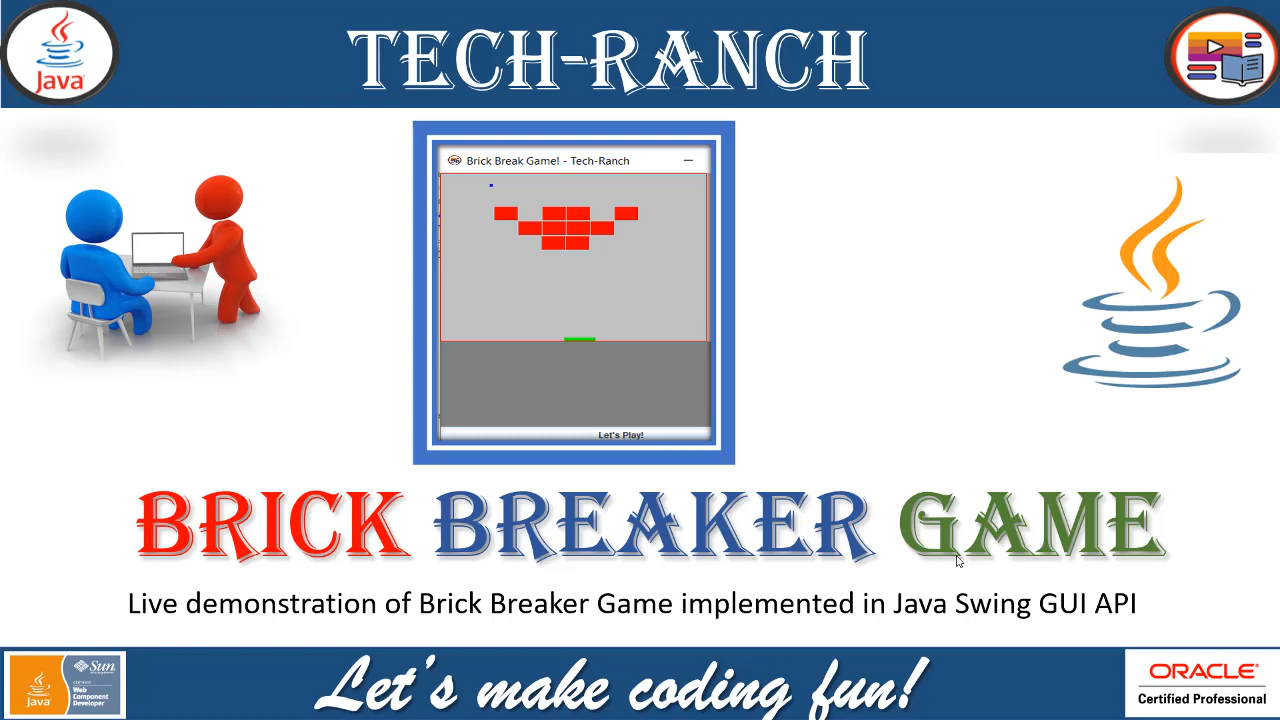 TECH-RANCH
Java
Brick Break Game! - Tech-Ranch
Let's Play!
BRICK BREAKER GAME
Live demonstration of Brick Breaker Game implemented in Java Swing GUI API
Java
Sun
CERTIFIED
Web
Component
Developer
Let's make coding fun!
ORACLE
Certified Professional